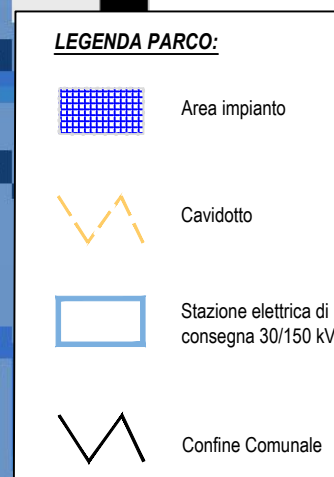 LEGENDA PARCO:
Area impianto
Cavidotto
Stazione elettrica di
consegna 30/150 kV
Confine Comunale